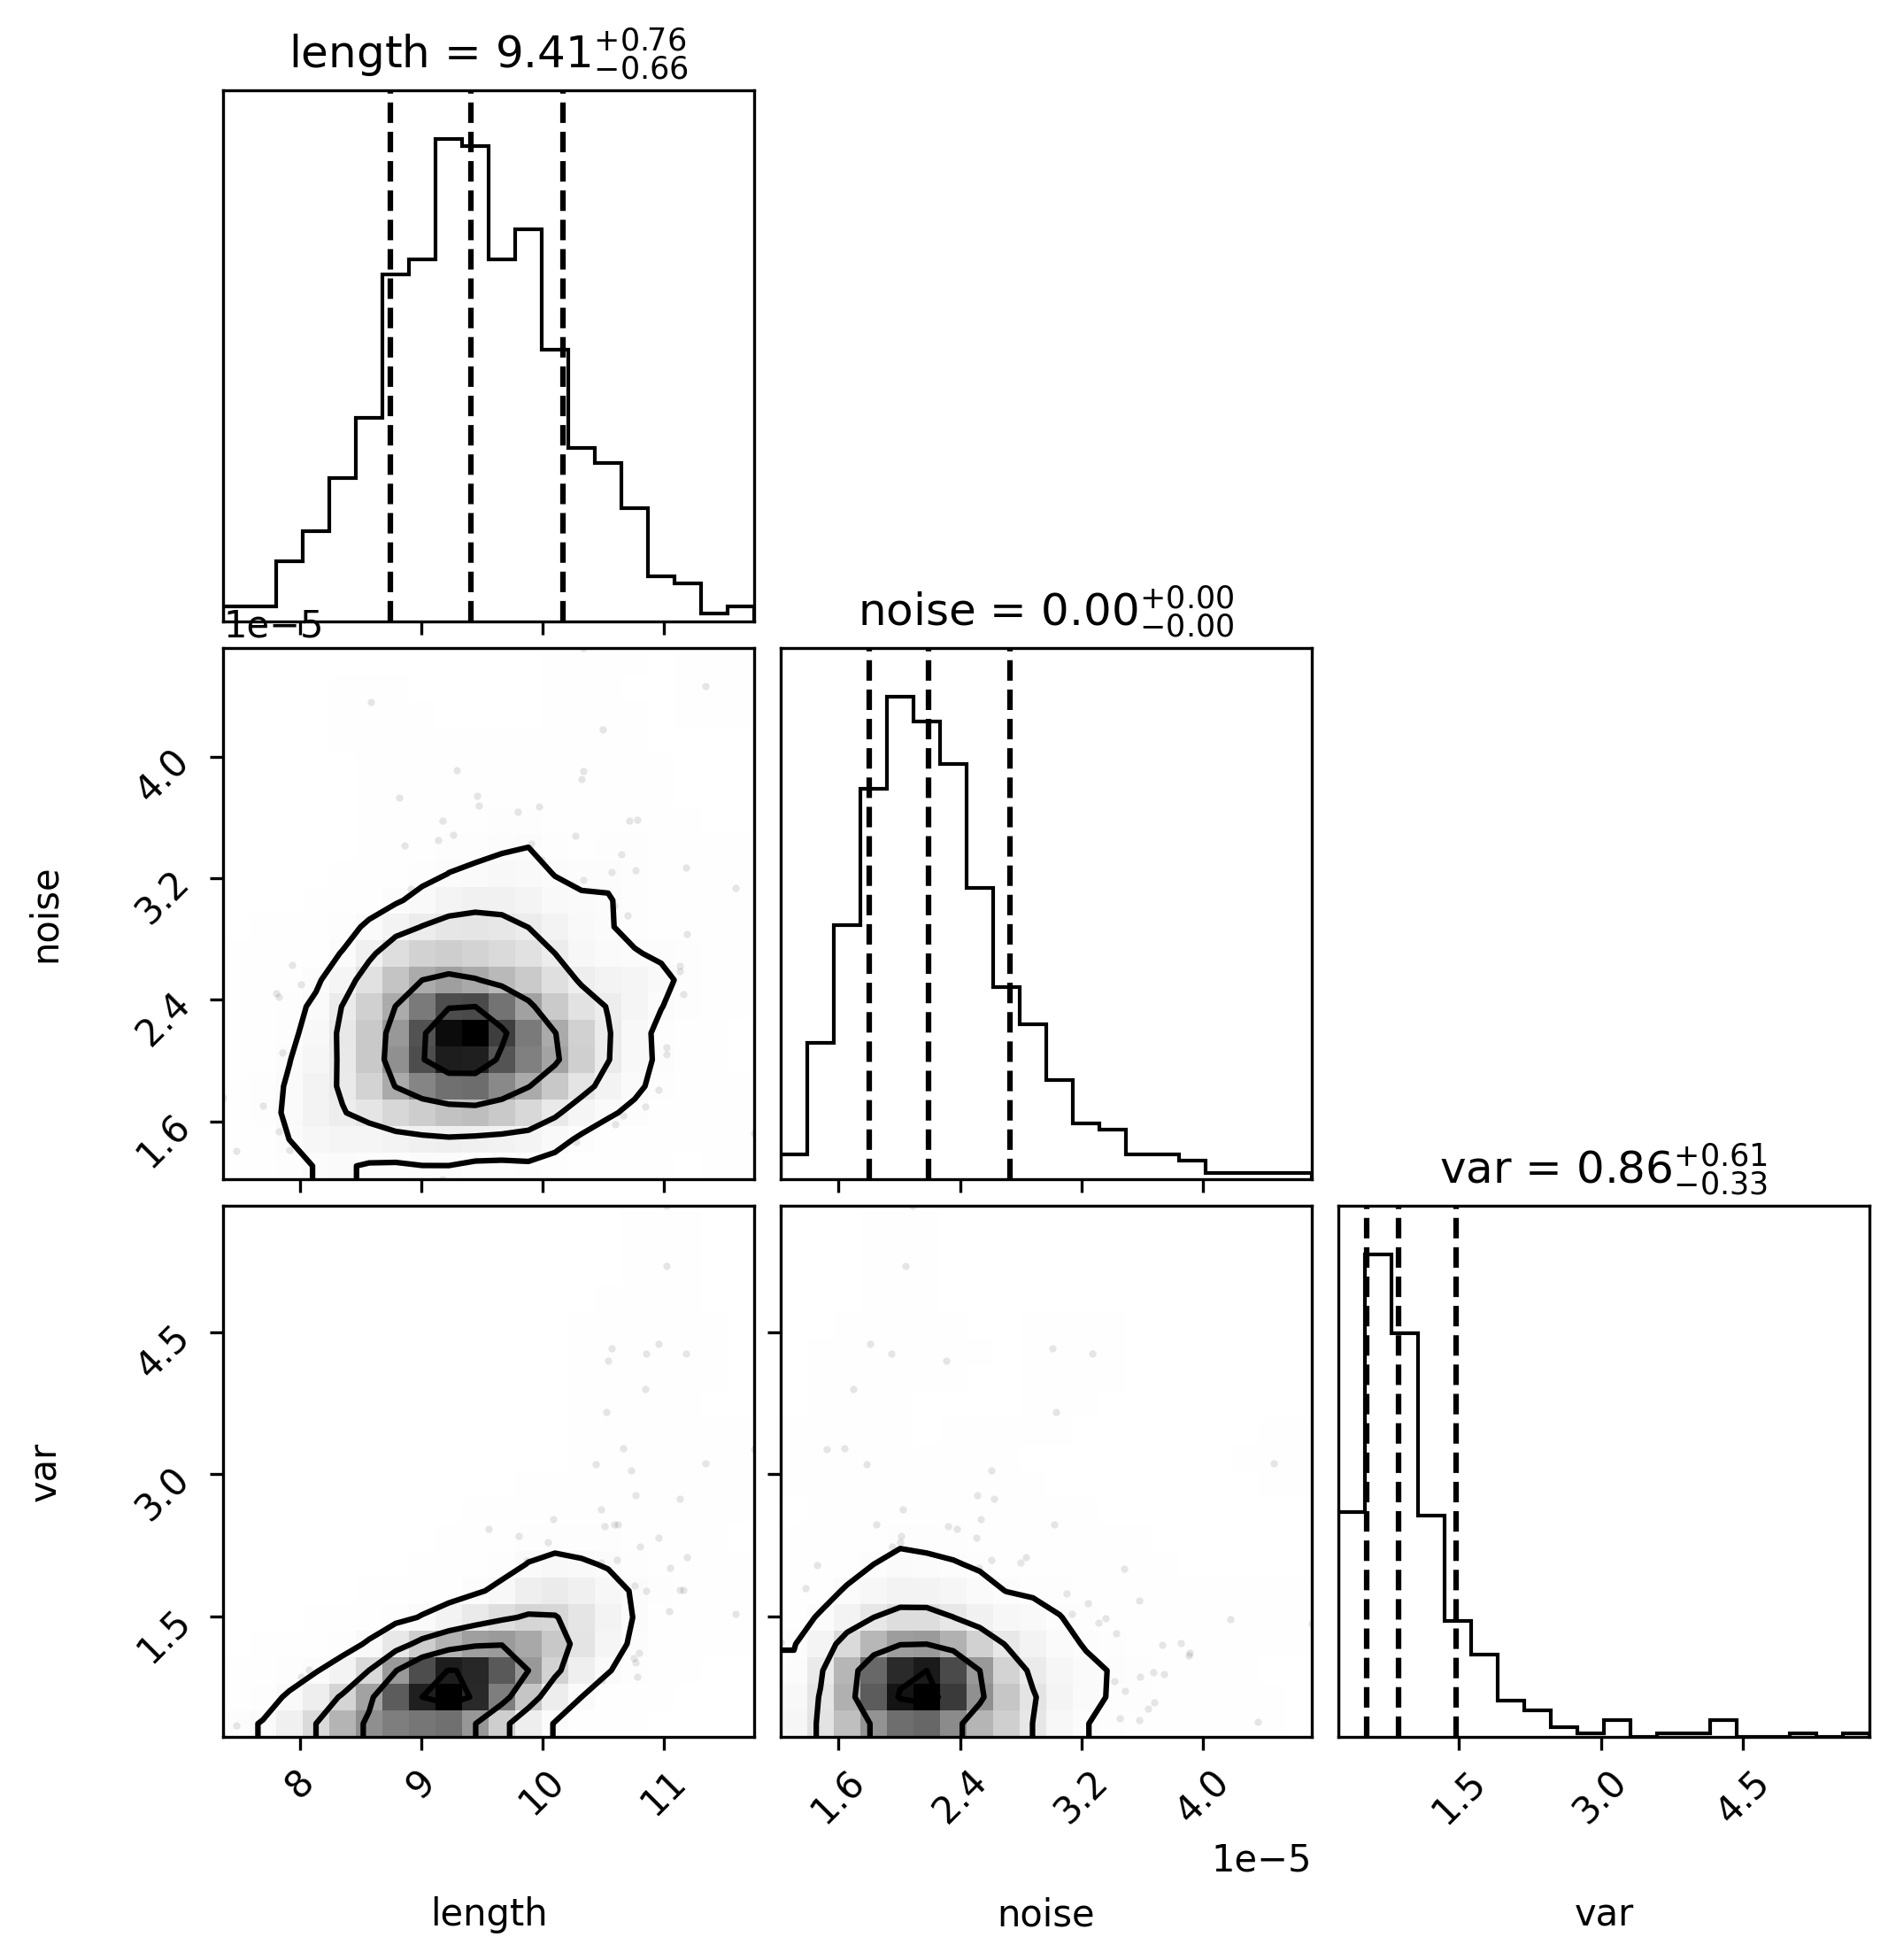 length = 9.41 +0.76 −0.66
1e−5
noise = 0.00 +0.00 −0.00
4.0
3.2
2.4
1.6
noise
var = 0.86 +0.61 −0.33
4.5
3.0
1.5
var
8 9 10 11
1.6 2.4 3.2 4.0
1.5 3.0 4.5
1e−5
length noise var